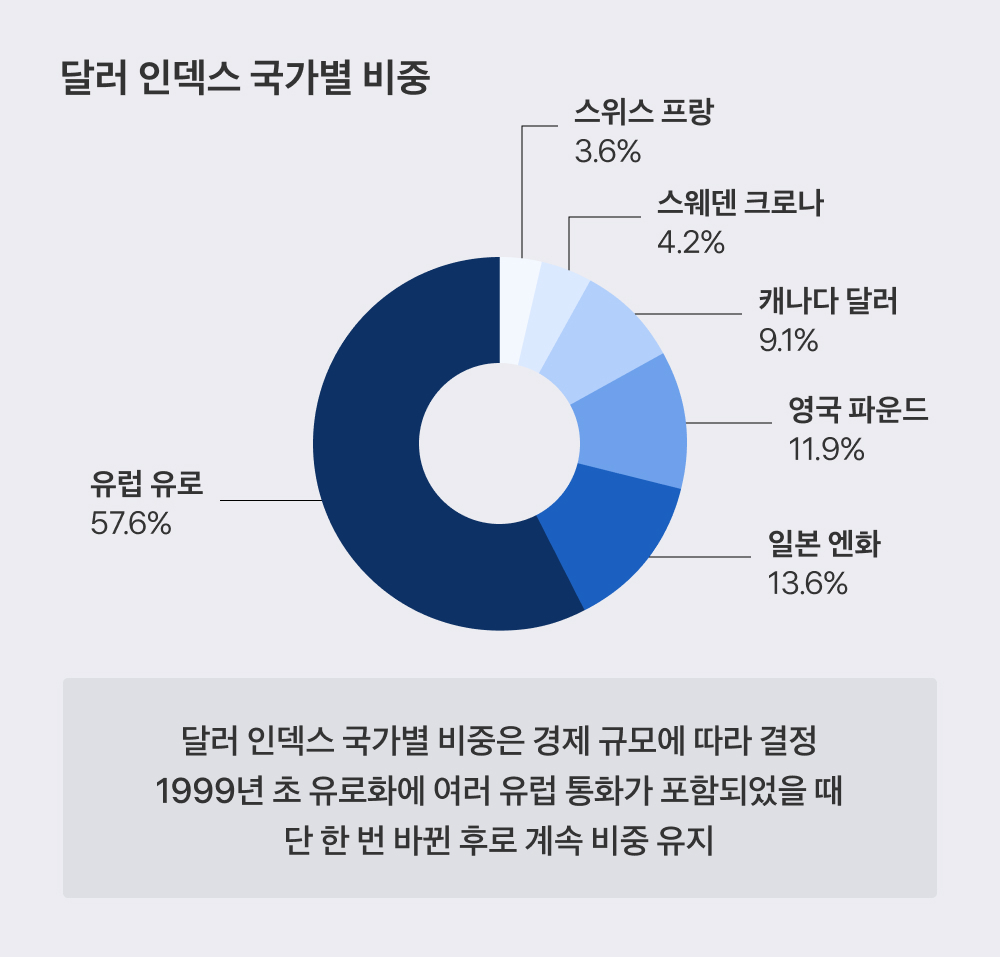 달러 인덱스 국가별 비중
스위스 프랑
3.6%
스웨덴 크로나
4.2%
캐나다 달러
9.1%
영국 파운드
11.9%
유럽 유로
57.6%
일본 엔화
13.6%
달러 인덱스 국가별 비중은 경제 규모에 따라 결정
1999년 초 유로화에 여러 유럽 통화가 포함되었을 때
단 한 번 바뀐 후로 계속 비중 유지